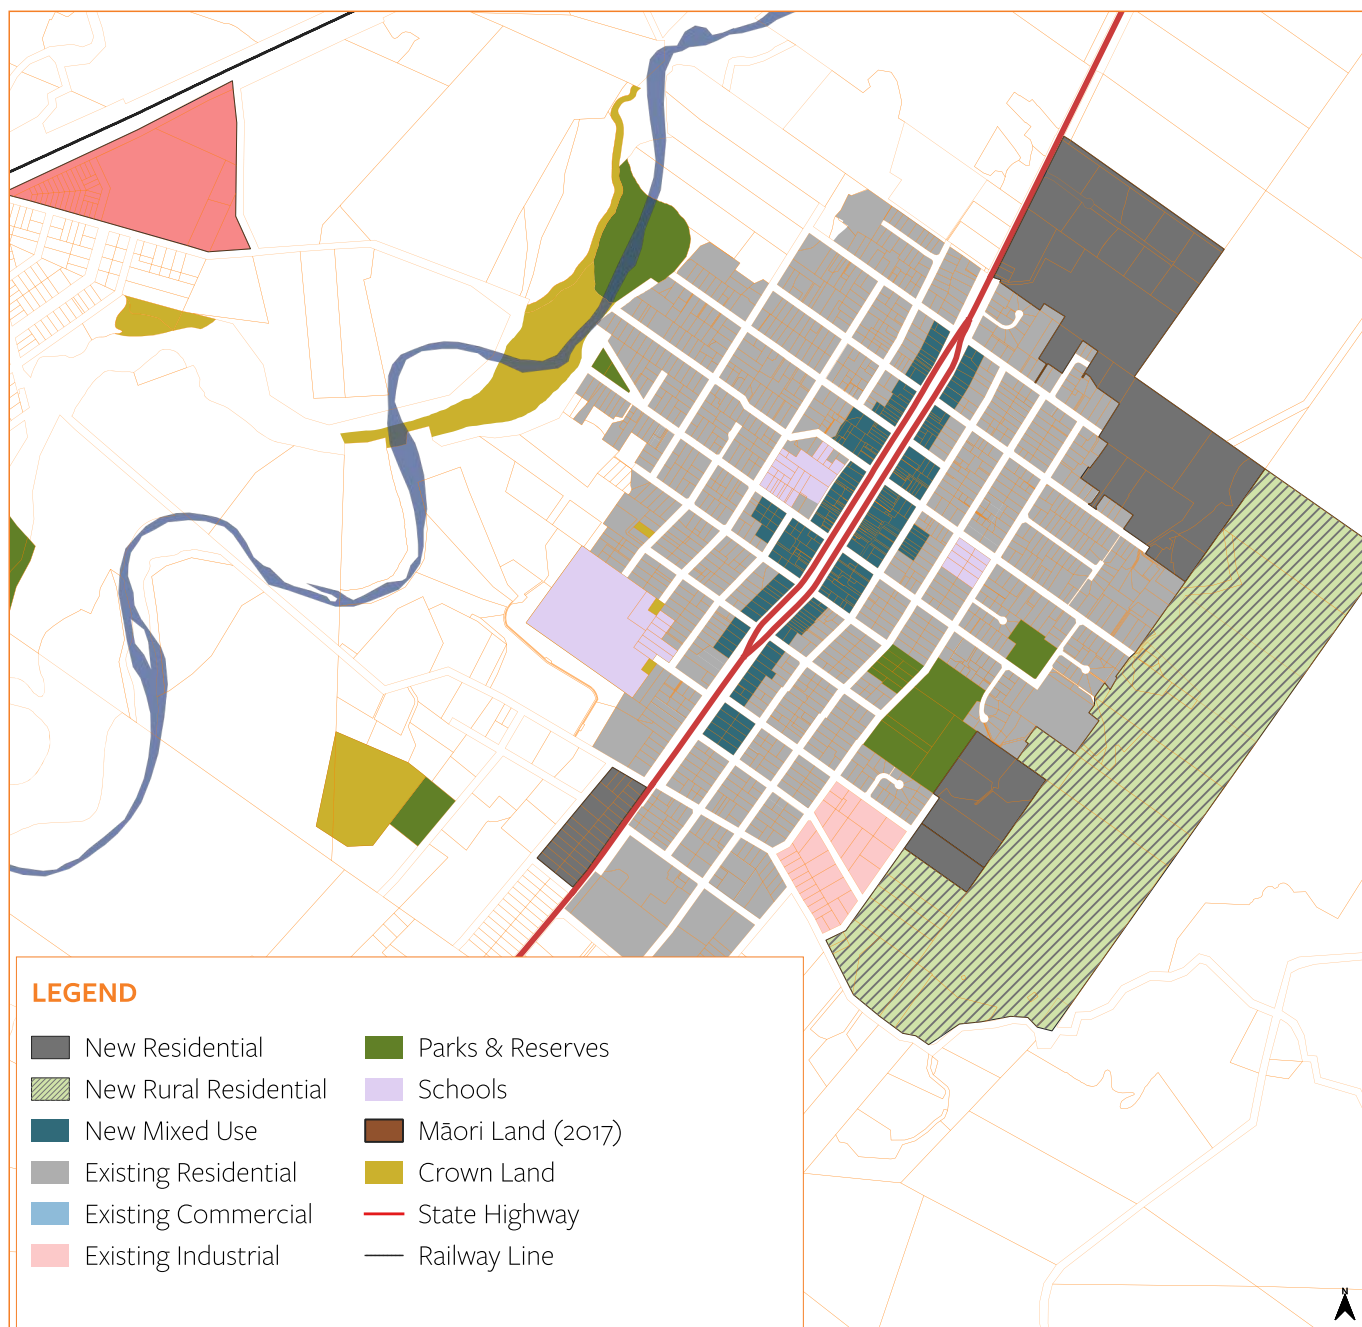 LEGEND
New Residential
New Rural Residential
New Mixed Use
Existing Residential
Existing Commercial
Existing Industrial
Parks & Reserves
Schools
Māori Land (2017)
Crown Land
State Highway
Railway Line
N